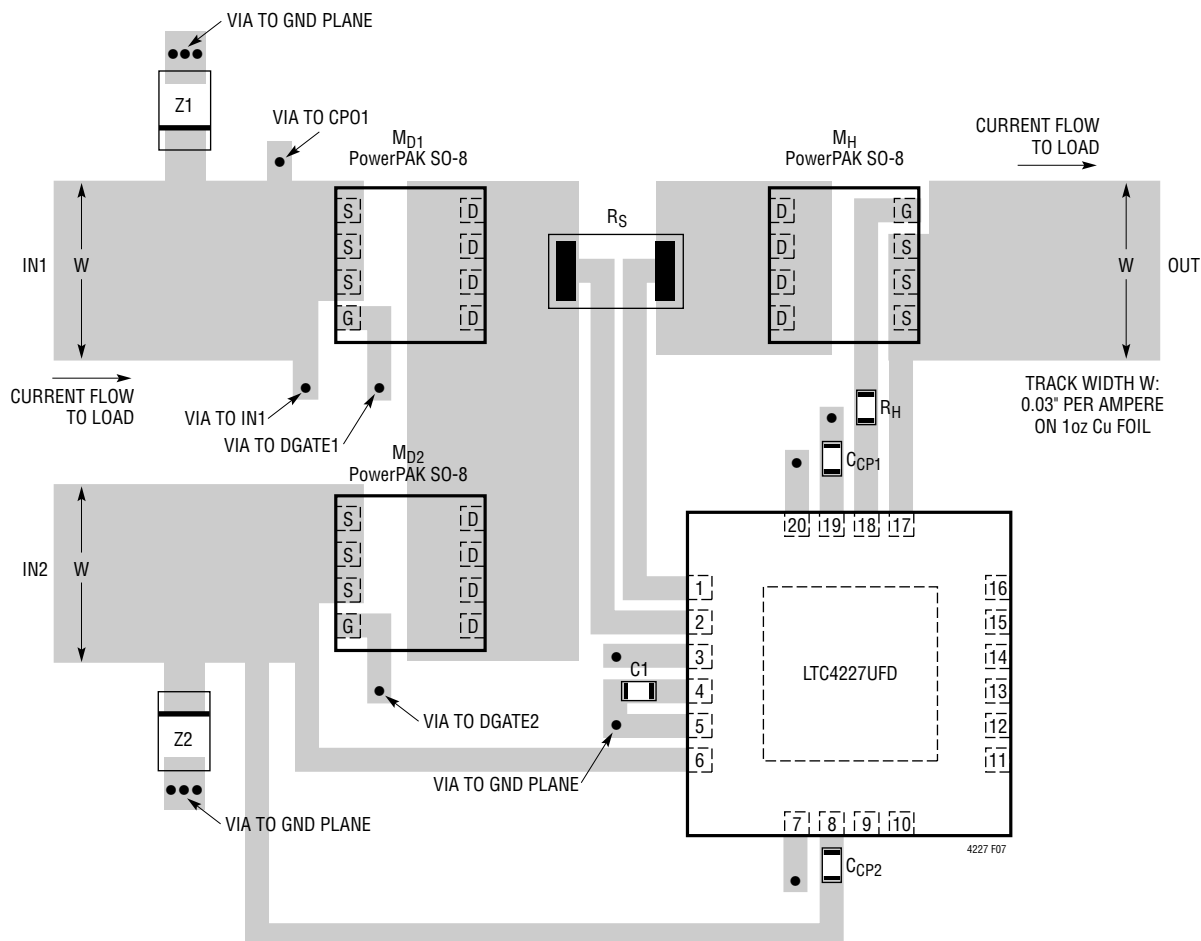 VIA TO GND PLANE
Z1
VIA TO CPO1
MD1
PowerPAK SO-8
MH
PowerPAK SO-8
CURRENT FLOW
TO LOAD
S
S
S
G
D
D
D
D
RS
D
D
D
D
G
S
S
S
IN1
W
W
OUT
CURRENT FLOW
TO LOAD
VIA TO IN1
VIA TO DGATE1
TRACK WIDTH W:
0.03" PER AMPERE
ON 1oz Cu FOIL
RH
CCP1
MD2
PowerPAK SO-8
S
S
S
G
D
D
D
D
IN2
W
20
19
18
17
1
2
3
4
5
6
16
15
14
13
12
11
LTC4227UFD
C1
VIA TO DGATE2
Z2
VIA TO GND PLANE
VIA TO GND PLANE
7
8
9
10
CCP2
4227 F07